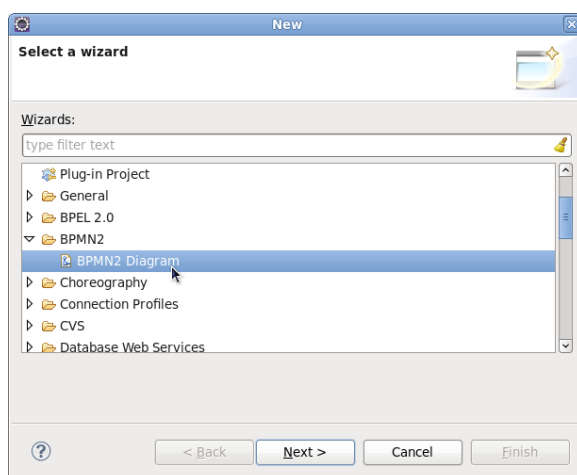 New
Select a wizard
Wizards:
type filter text
Plug-in Project
General
BPEL 2.0
BPMN2
BPMN2 Diagram
Choreography
Connection Profiles
CVS
Database Web Services
? < Back Next > Cancel Finish